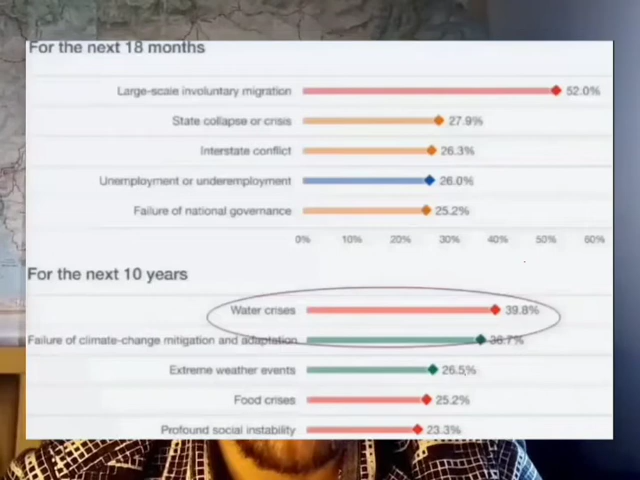 For the next 18 months
Large-scale involuntary migration 52.0%
State collapse or crisis 27.9%
Interstate conflict 26.3%
Unemployment or underemployment 26.0%
Failure of national governance 25.2%
0% 10% 20% 30% 40% 50% 60%
For the next 10 years
Water crises 39.8%
Failure of climate-change mitigation and adaptation 36.7%
Extreme weather events 26.5%
Food crises 25.2%
Profound social instability 23.3%